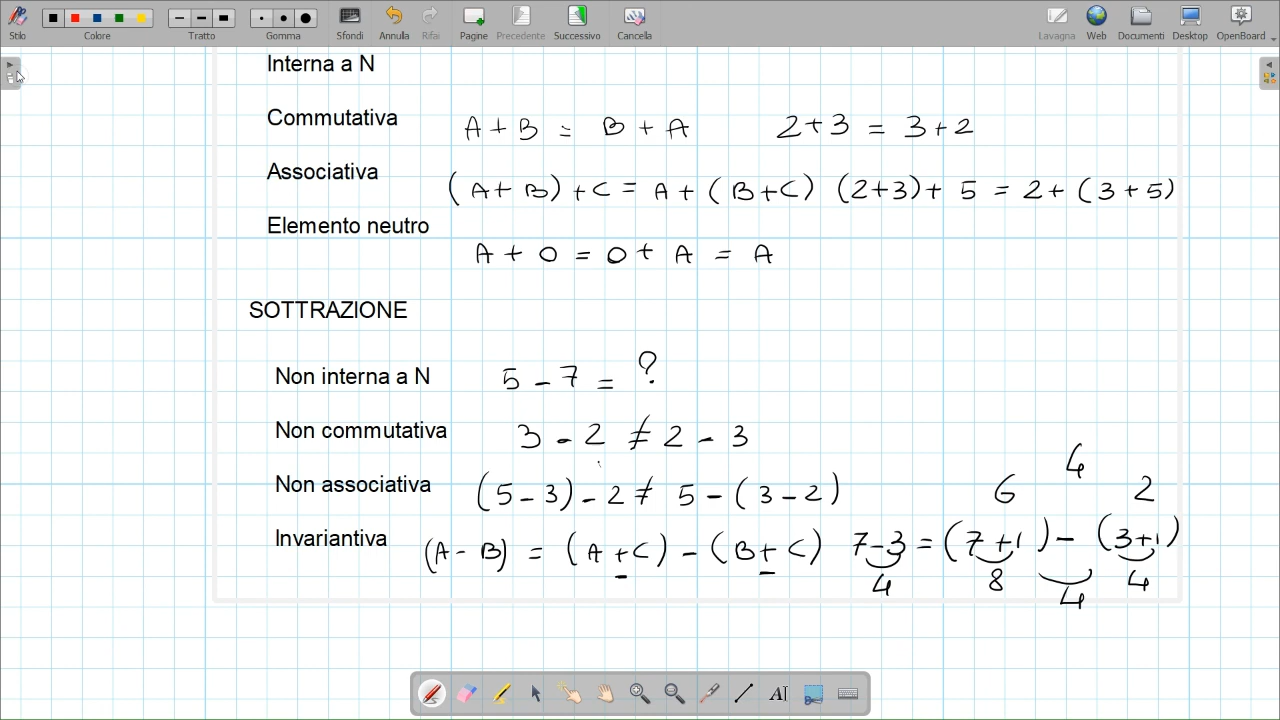 Stilo Colore Tratto Gomma Sfondi Annulla Rifai Pagine Precedente Successivo Cancella Lavagna Web Documenti Desktop OpenBoard
Interna a N
Commutativa A + B = B + A 2+3 = 3+2
Associativa (A+B)+C = A+(B+C) (2+3)+5 = 2+(3+5)
Elemento neutro
A + 0 = 0 + A = A
SOTTRAZIONE
Non interna a N 5 - 7 = ?
Non commutativa 3 - 2 ≠ 2 - 3
4
Non associativa (5-3)-2 ≠ 5-(3-2) 6 2
Invariantiva (A-B) = (A+C)-(B+C) 7-3 = (7+1)-(3+1)
4 8 4 4
AI